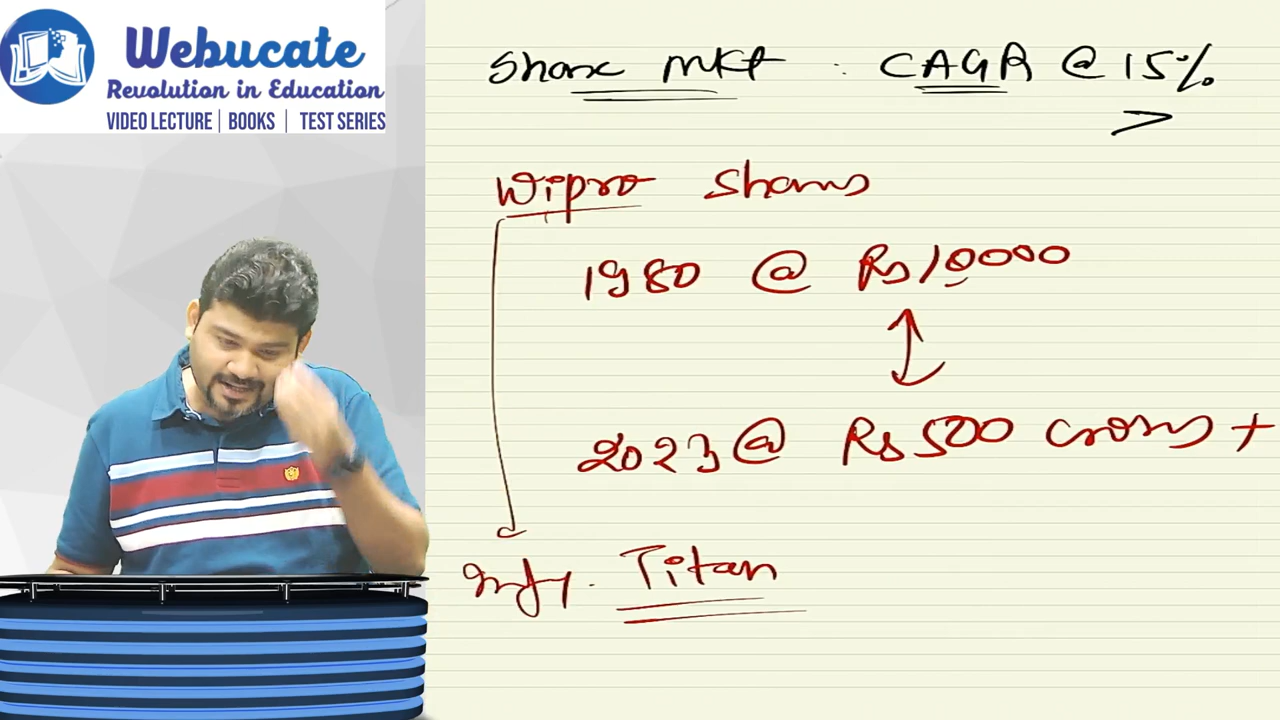 Webucate
Revolution in Education
VIDEO LECTURE | BOOKS | TEST SERIES
Share MKt . CAGR @ 15%
>
Wipro Shares
1980 @ Rs 10000
2023 @ Rs 500 crores +
Infy. Titan